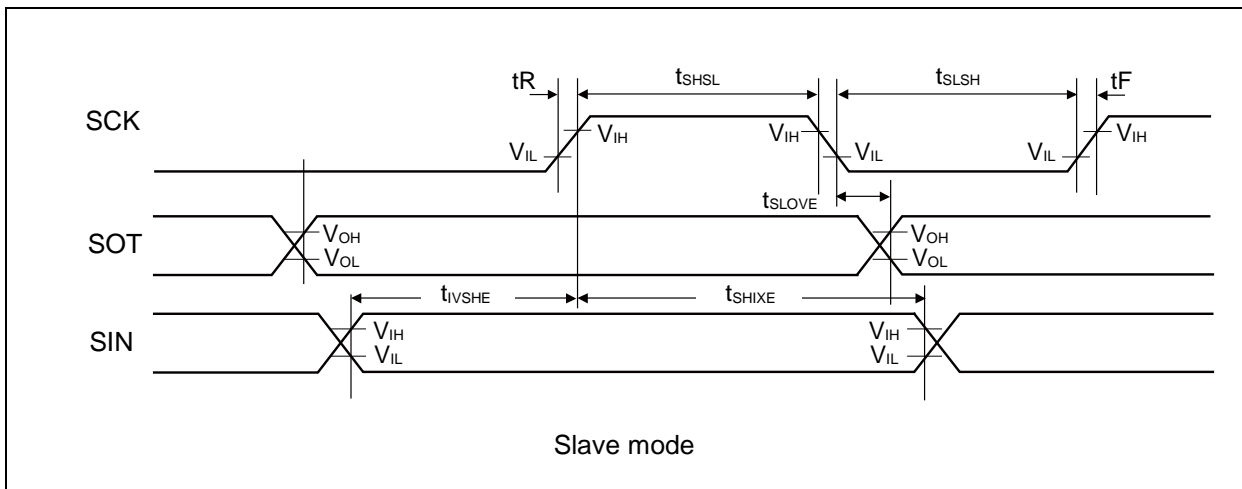 tR
tSHSL
tSLSH
tF
SCK
VIH
VIH
VIH
VIL
VIL
VIL
tSLOVE
SOT
VOH
VOH
VOL
VOL
tIVSHE
tSHIXE
SIN
VIH
VIH
VIL
VIL
Slave mode